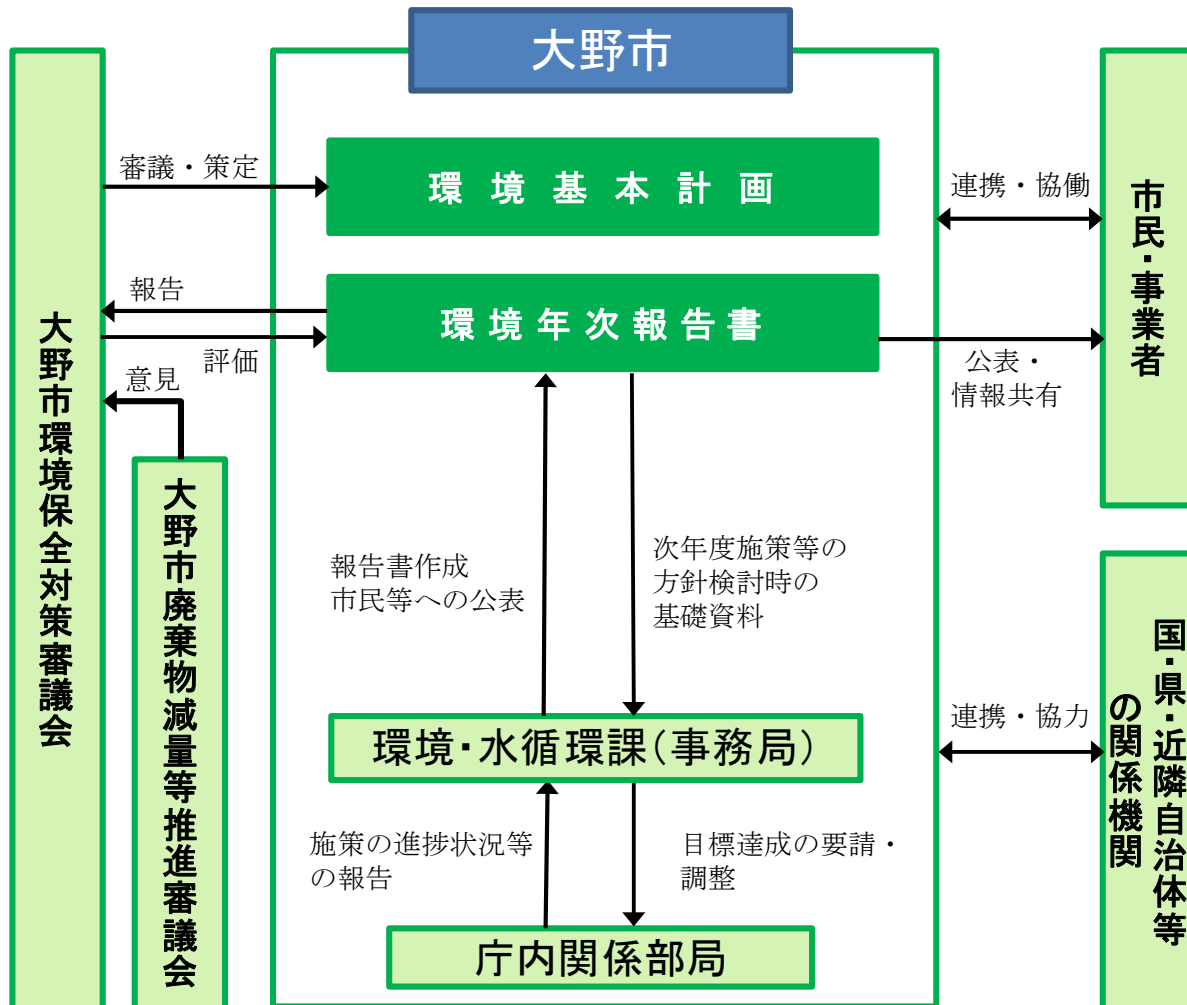 大野市
審議・策定
環境基本計画
連携・協働
市民・事業者
報告
環境年次報告書
評価
公表・
情報共有
意見
大野市環境保全対策審議会
大野市廃棄物減量等推進審議会
報告書作成
市民等への公表
次年度施策等の
方針検討時の
基礎資料
国・県・近隣自治体等
の関係機関
連携・協力
環境・水循環課(事務局)
施策の進捗状況等
の報告
目標達成の要請・
調整
庁内関係部局